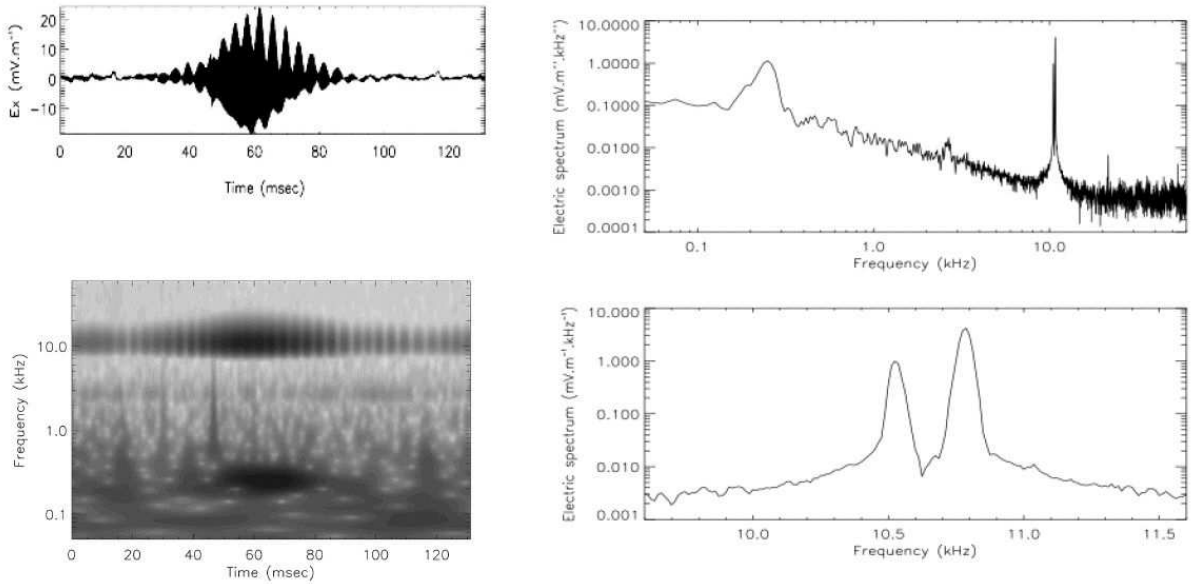 Ex (mV.m⁻¹)
20
10
0
−10
0 20 40 60 80 100 120
Time (msec)
Electric spectrum (mV.m⁻¹.kHz⁻¹)
10.0000
1.0000
0.1000
0.0100
0.0010
0.0001
0.1 1.0 10.0
Frequency (kHz)
Frequency (kHz)
10.0
1.0
0.1
0 20 40 60 80 100 120
Time (msec)
Electric spectrum (mV.m⁻¹.kHz⁻¹)
10.000
1.000
0.100
0.010
0.001
10.0 10.5 11.0 11.5
Frequency (kHz)